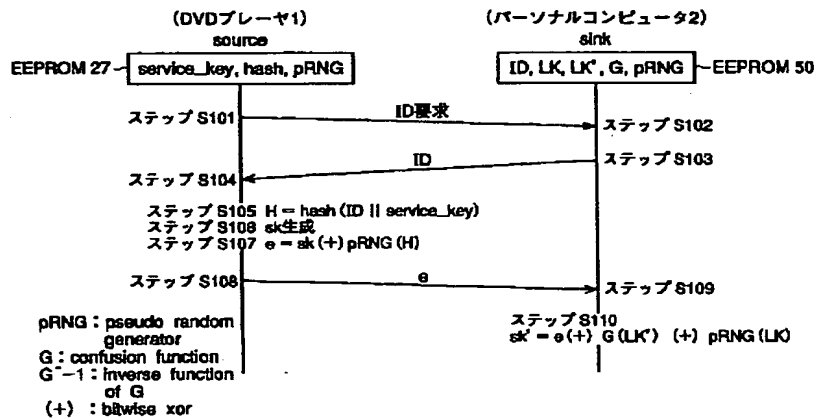 (DVDプレーヤ1)
source
(パーソナルコンピュータ2)
sink
EEPROM 27
service_key, hash, pRNG
ID, LK, LK', G, pRNG
EEPROM 50
ステップ S101
ID要求
ステップ S102
ID
ステップ S103
ステップ S104
ステップ S105 H = hash (ID || service_key)
ステップ S106 sk生成
ステップ S107 e = sk (+) pRNG (H)
ステップ S108
e
ステップ S109
ステップ S110
sk' = e (+) G (LK') (+) pRNG (LK)
pRNG : pseudo random
generator
G : confusion function
G^-1 : inverse function
of G
(+) : bitwise xor